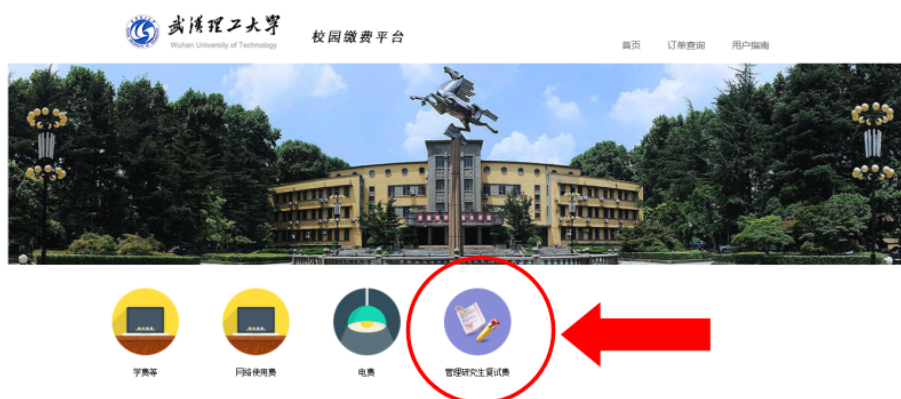 武汉理工大学
Wuhan University of Technology
校园缴费平台
首页 订单查询 用户指南
学费等 网络使用费 电费 管理研究生复试费